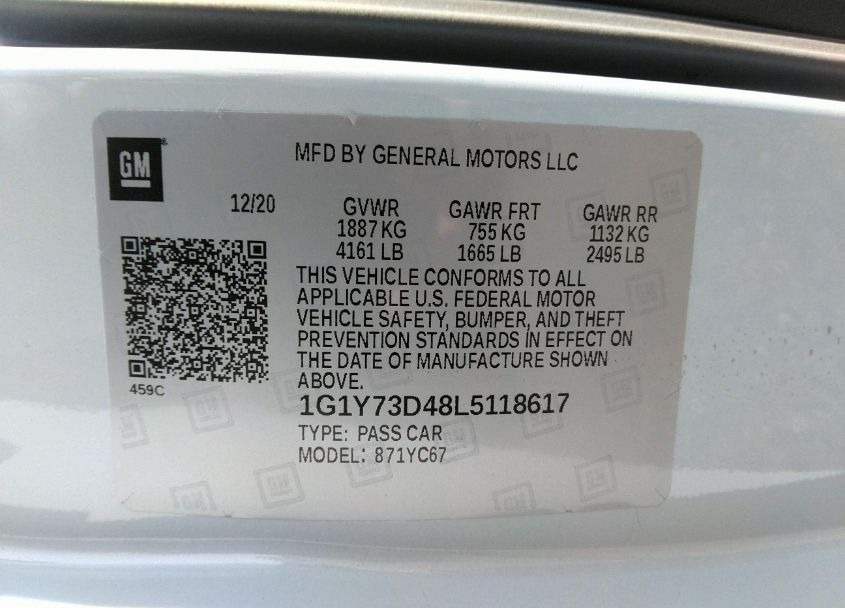 GM
MFD BY GENERAL MOTORS LLC
12/20
GVWR GAWR FRT GAWR RR
1887 KG 755 KG 1132 KG
4161 LB 1665 LB 2495 LB
THIS VEHICLE CONFORMS TO ALL
APPLICABLE U.S. FEDERAL MOTOR
VEHICLE SAFETY, BUMPER, AND THEFT
PREVENTION STANDARDS IN EFFECT ON
THE DATE OF MANUFACTURE SHOWN
ABOVE.
459C
1G1Y73D48L5118617
TYPE: PASS CAR
MODEL: 871YC67